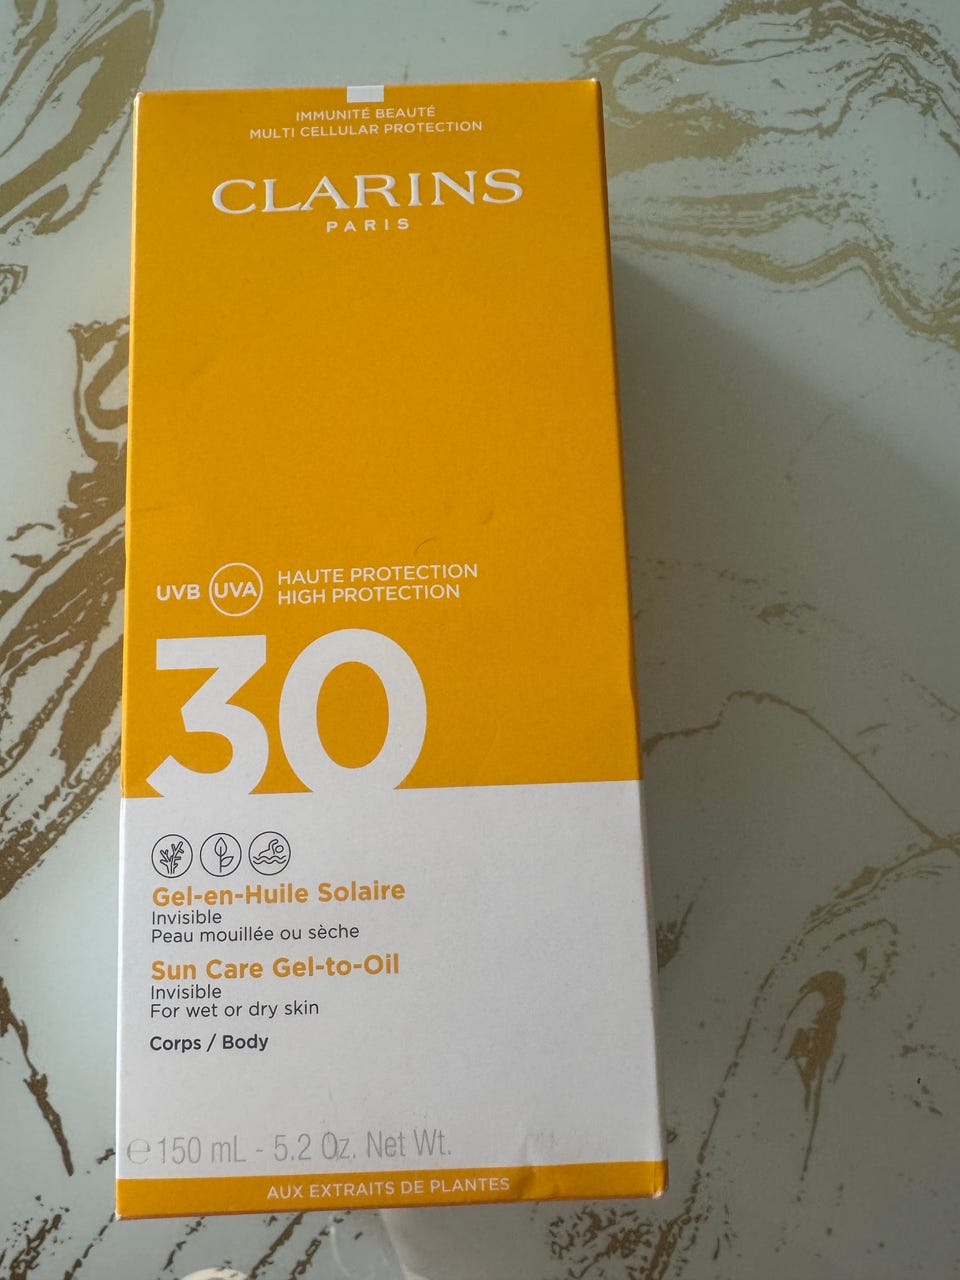 IMMUNITÉ BEAUTÉ
MULTI CELLULAR PROTECTION
CLARINS
PARIS
UVB UVA HAUTE PROTECTION
HIGH PROTECTION
30
Gel-en-Huile Solaire
Invisible
Peau mouillée ou sèche
Sun Care Gel-to-Oil
Invisible
For wet or dry skin
Corps / Body
℮ 150 mL - 5.2 Oz. Net Wt.
AUX EXTRAITS DE PLANTES